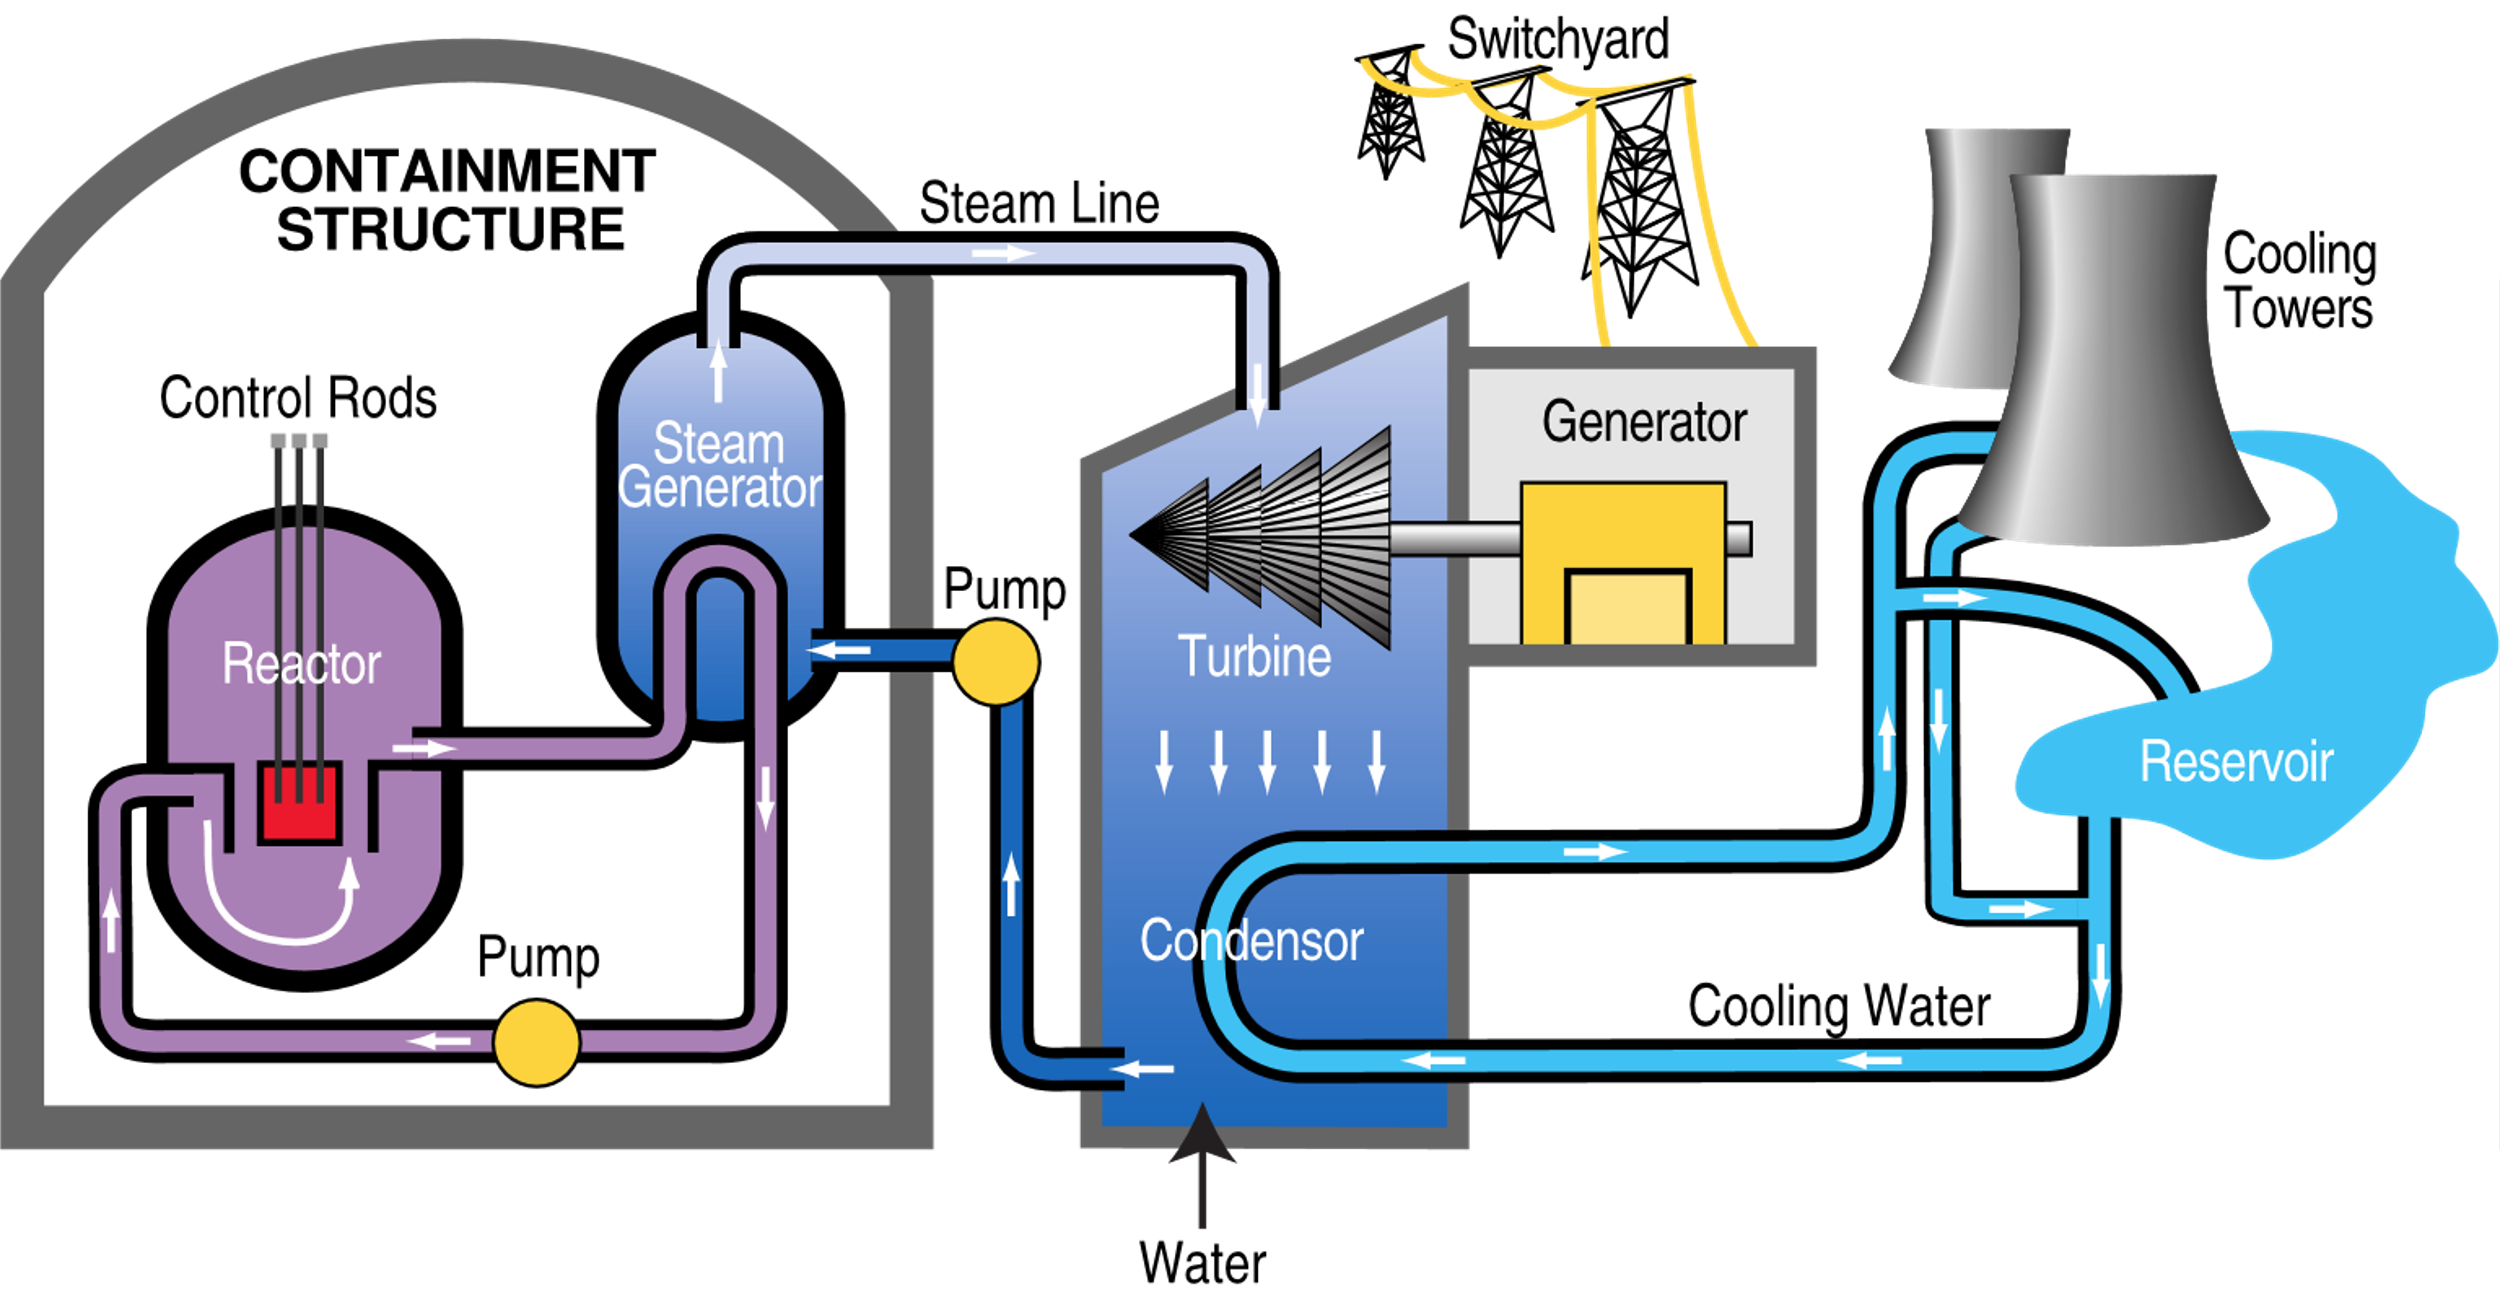 Switchyard
CONTAINMENT
STRUCTURE
Steam Line
Cooling
Towers
Control Rods
Steam
Generator
Generator
Pump
Reactor
Turbine
Reservoir
Condensor
Pump
Cooling Water
Water